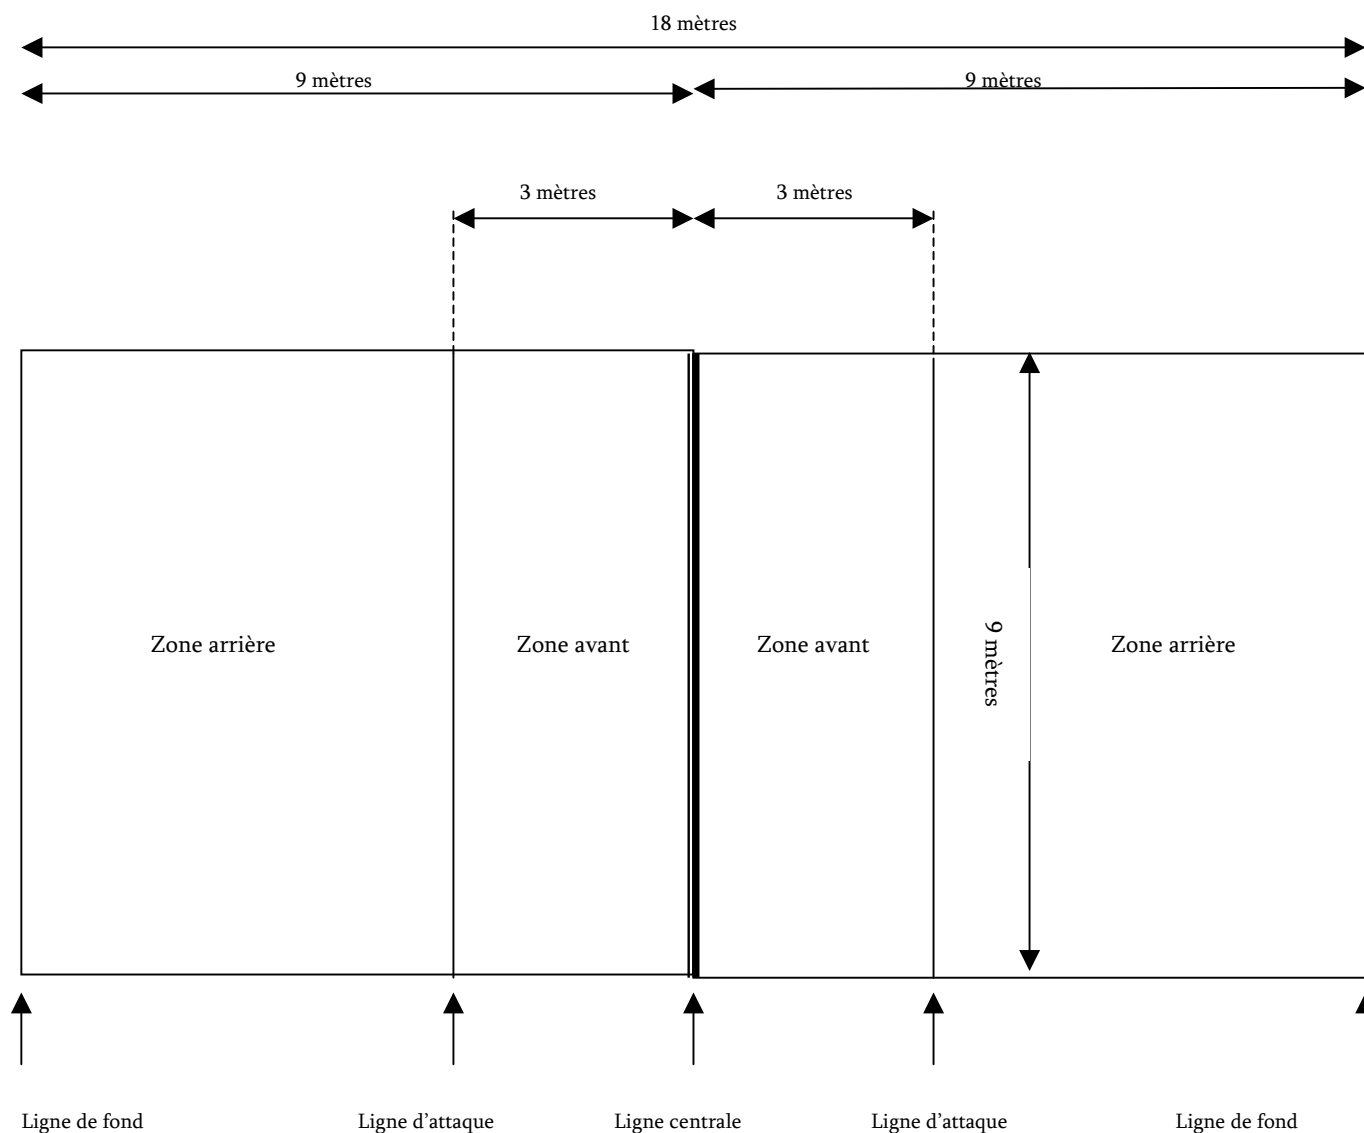 18 mètres
9 mètres
9 mètres
3 mètres
3 mètres
Zone arrière
Zone avant
Zone avant
9 mètres
Zone arrière
Ligne de fond
Ligne d'attaque
Ligne centrale
Ligne d'attaque
Ligne de fond